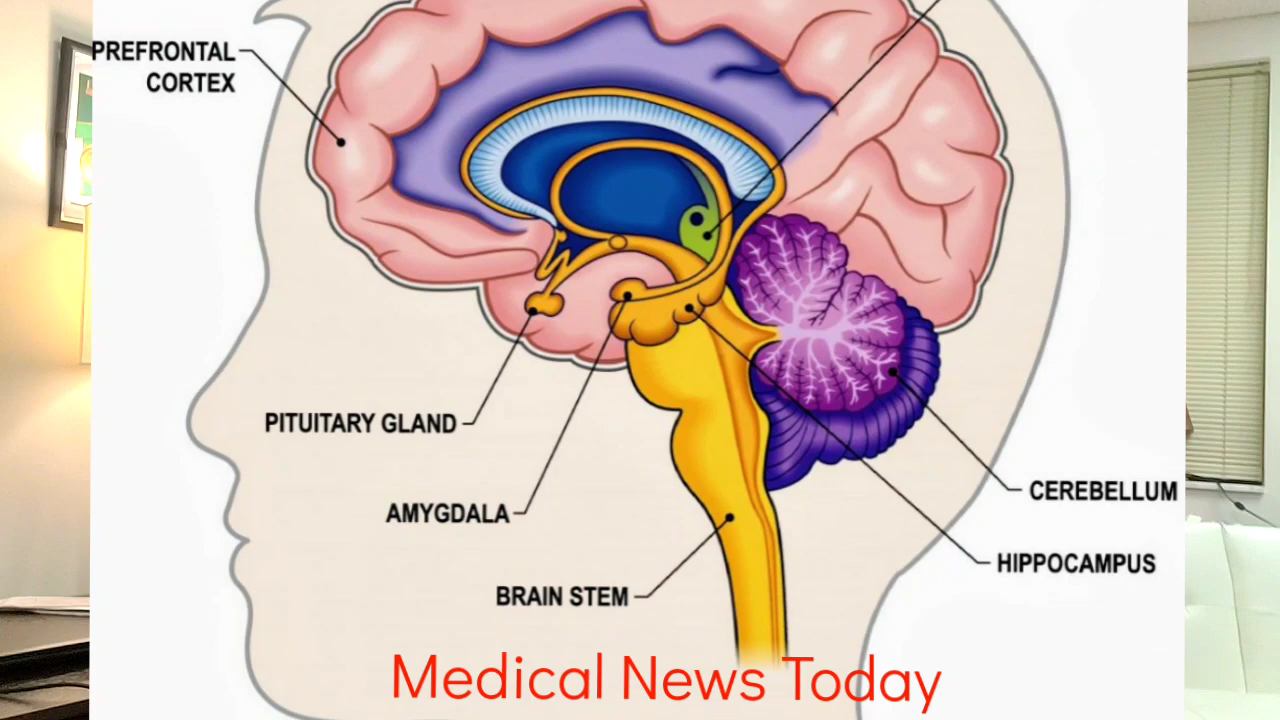 PREFRONTAL
CORTEX
PITUITARY GLAND
AMYGDALA
BRAIN STEM
CEREBELLUM
HIPPOCAMPUS
Medical News Today